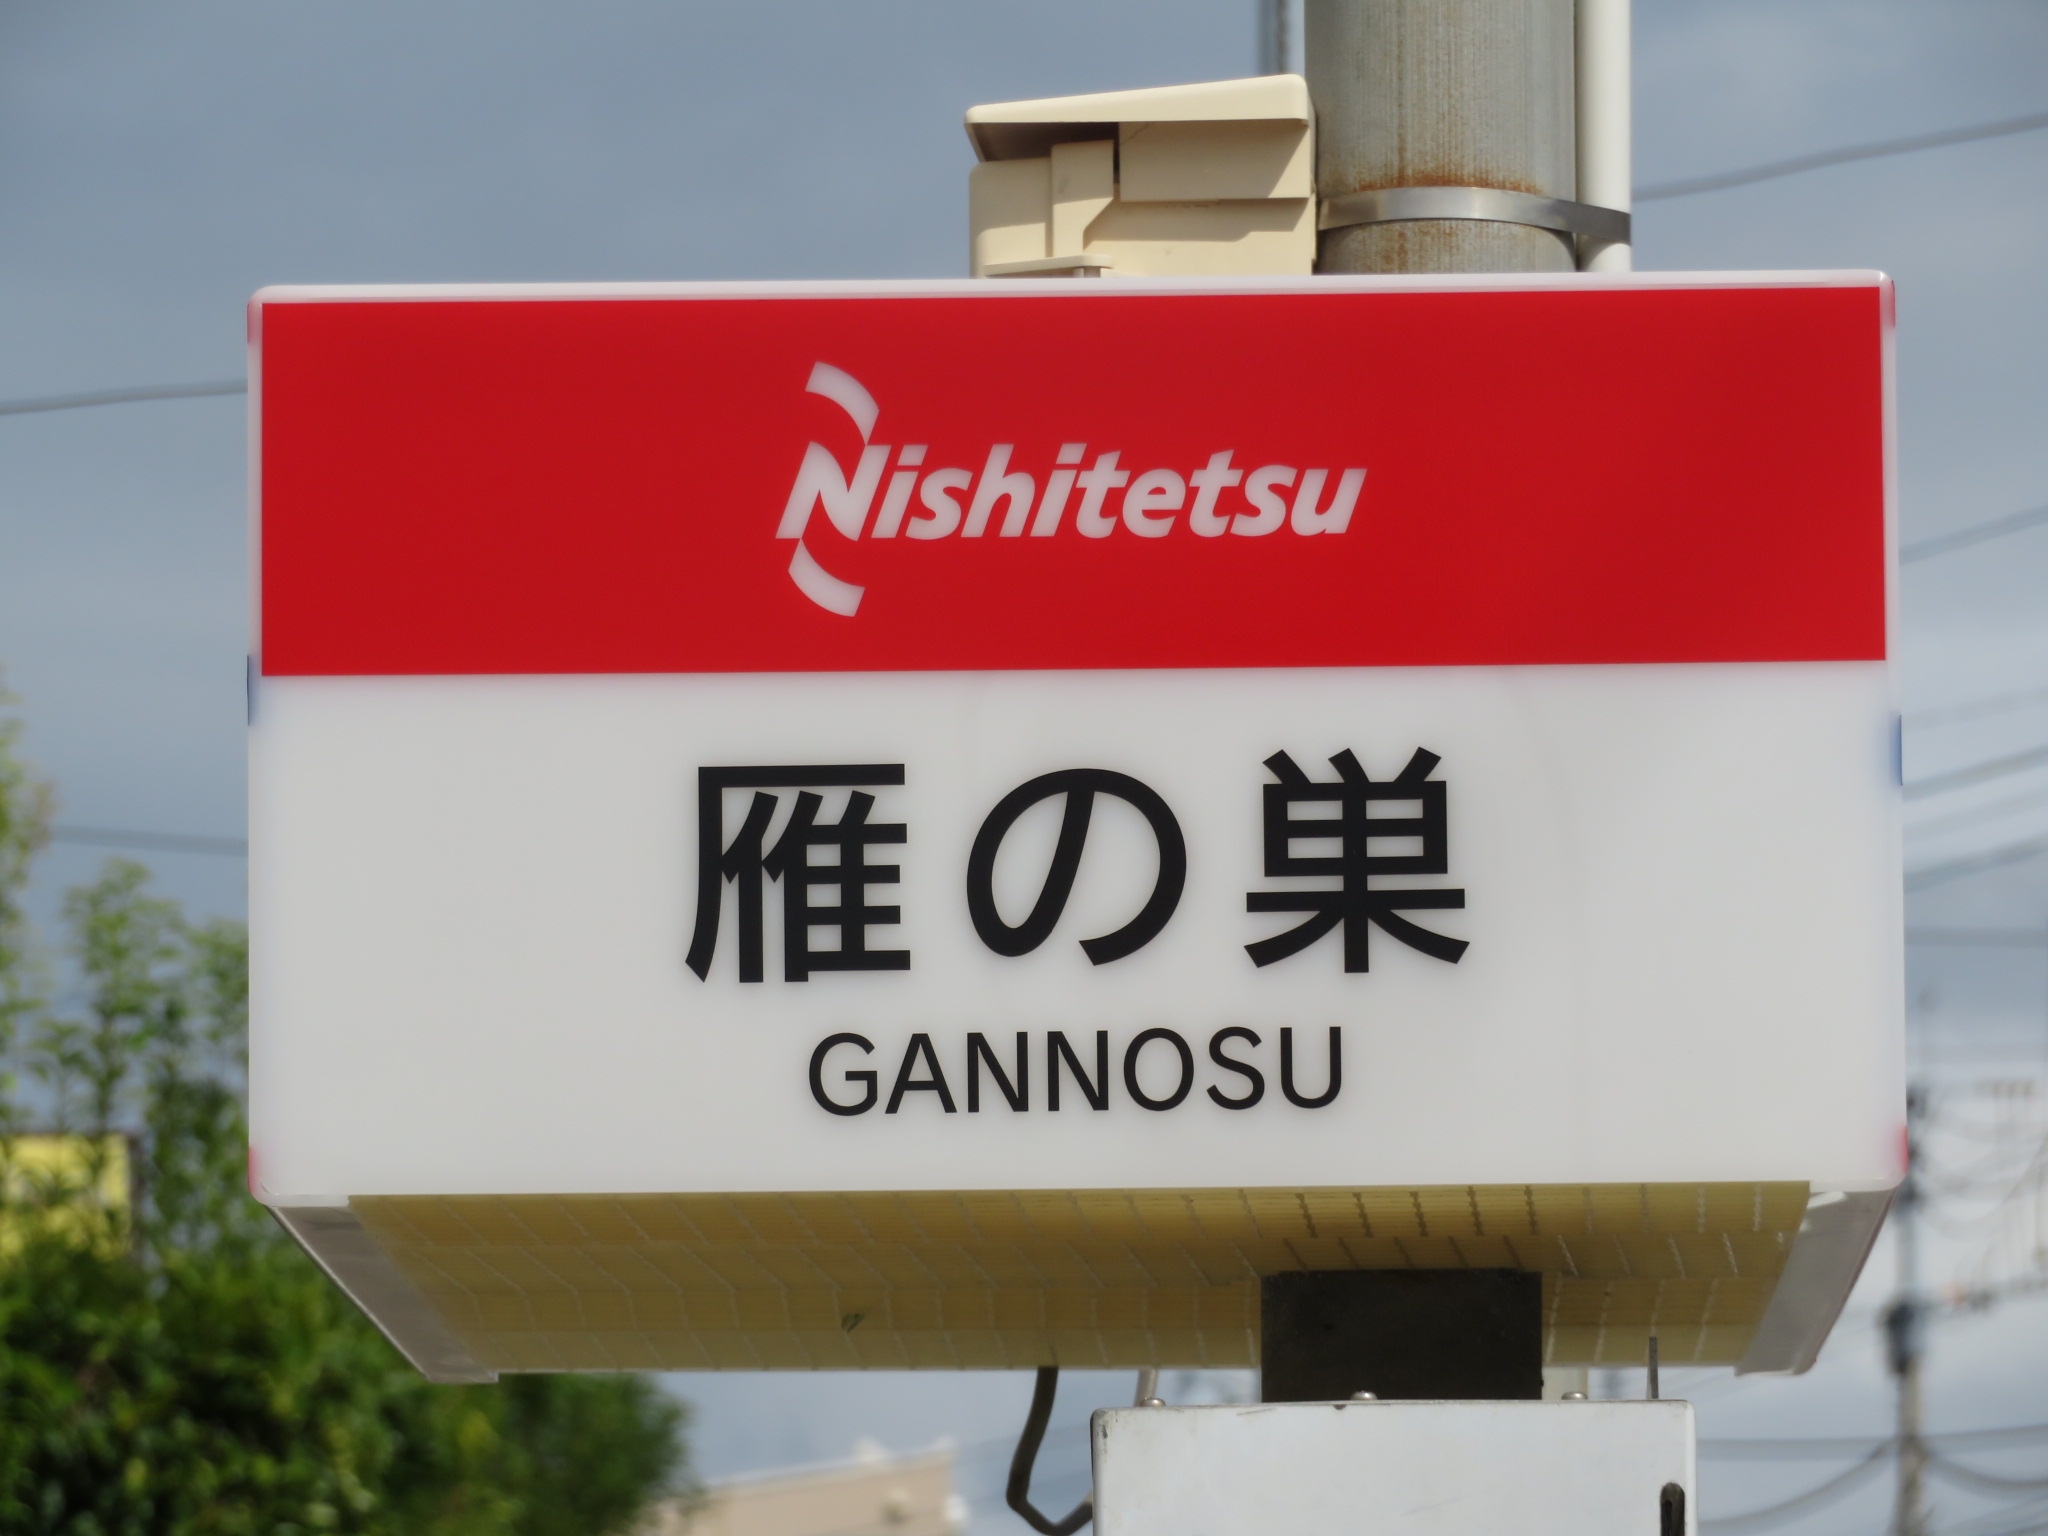 Nishitetsu
雁の巣
GANNOSU